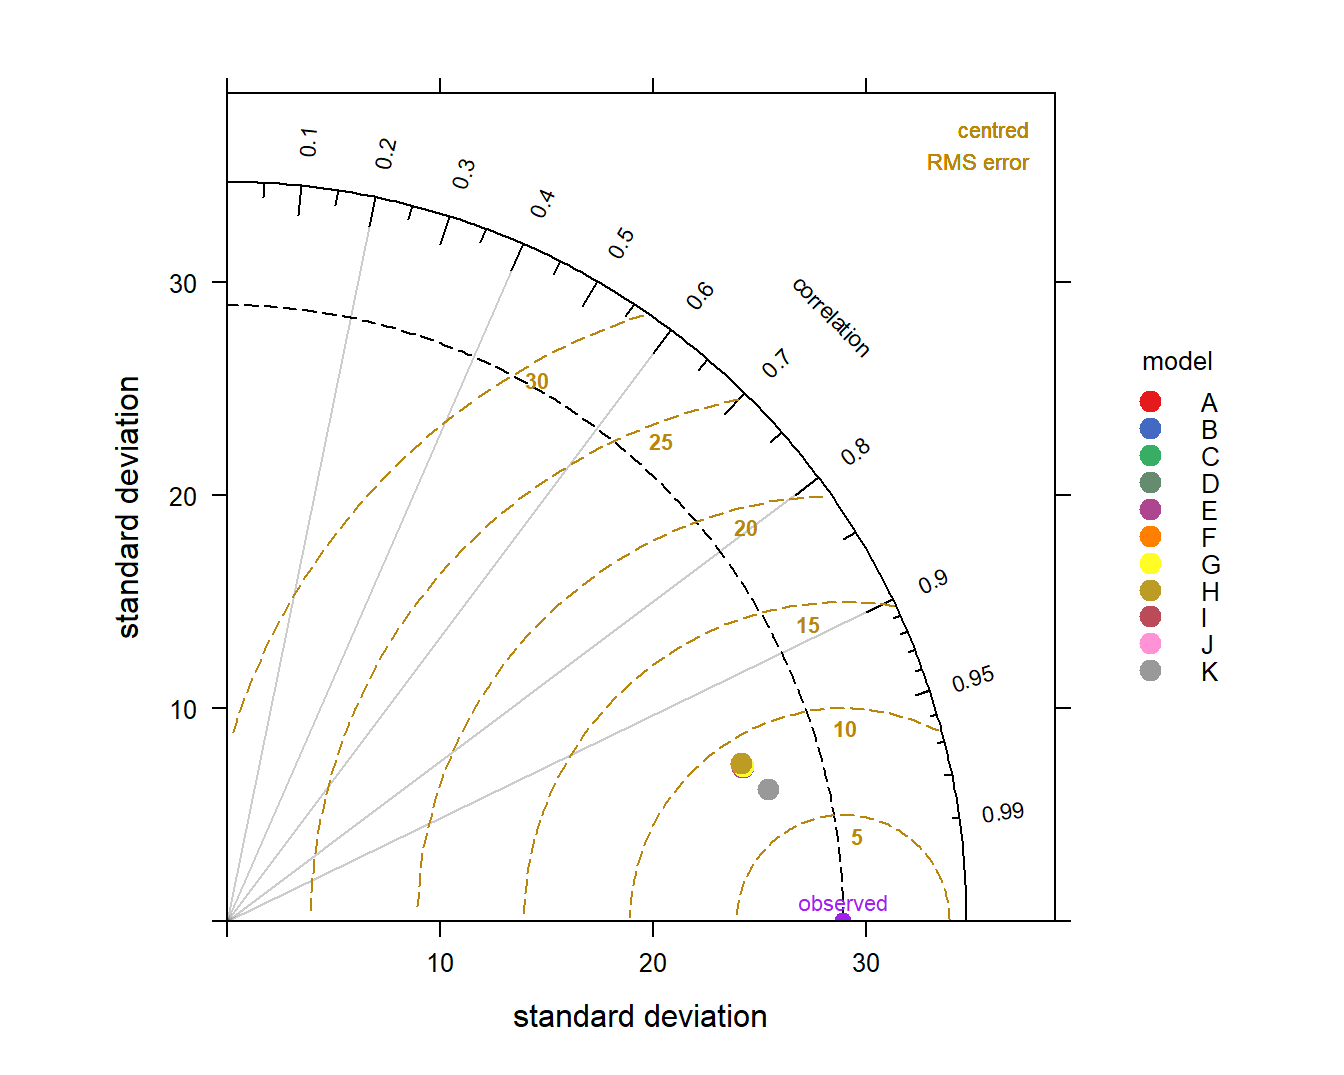 centred
RMS error
0.1
0.2
0.3
0.4
0.5
0.6
0.7
0.8
0.9
0.95
0.99
correlation
30
20
10
standard deviation
30
25
20
15
10
5
observed
10
20
30
standard deviation
model
A
B
C
D
E
F
G
H
I
J
K